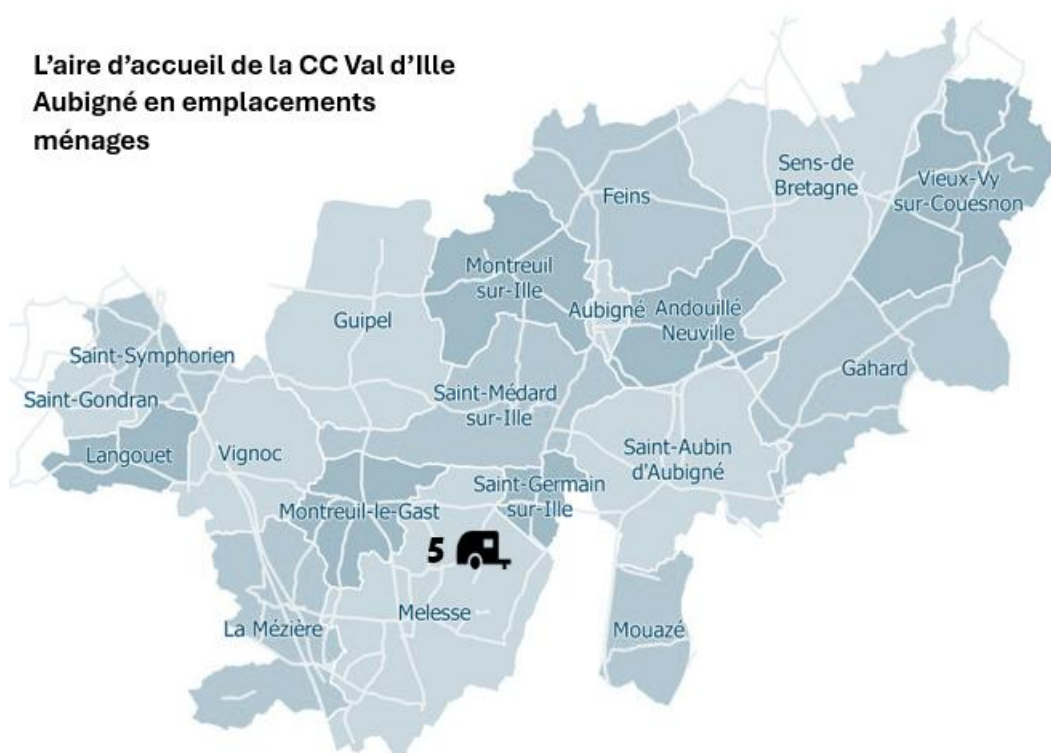 L'aire d'accueil de la CC Val d'Ille
Aubigné en emplacements
ménages
Sens-de-
Bretagne
Vieux-Vy
sur-Couesnon
Feins
Montreuil
sur-Ille
Aubigné
Andouillé
Neuville
Guipel
Saint-Symphorien
Gahard
Saint-Gondran
Saint-Médard
sur-Ille
Langouet
Vignoc
Saint-Aubin
d'Aubigné
Saint-Germain
sur-Ille
Montreuil-le-Gast
5
Melesse
La Mézière
Mouazé